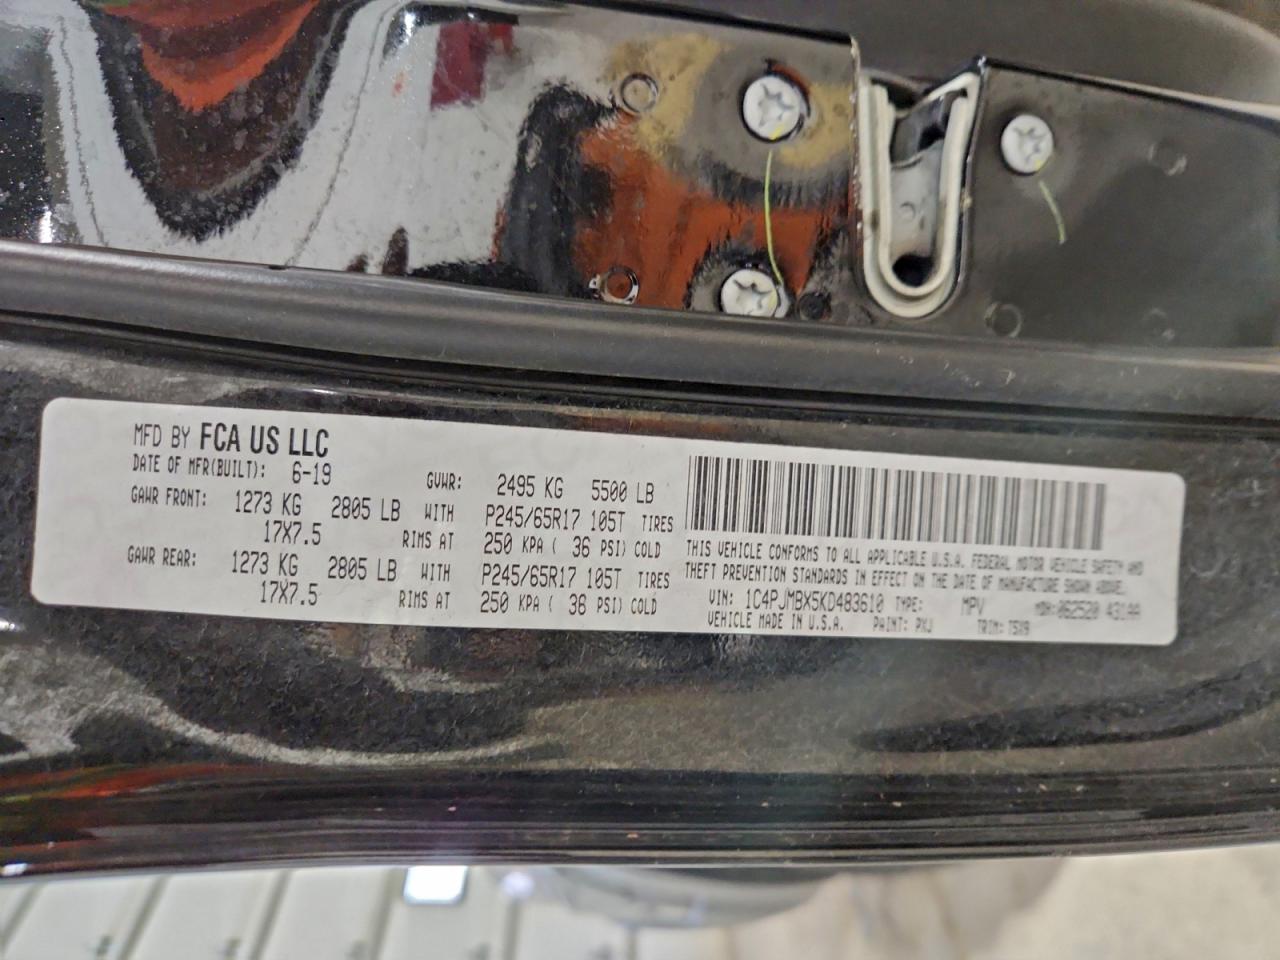 MFD BY FCA US LLC
DATE OF MFR(BUILT): 6-19 GVWR: 2495 KG 5500 LB
GAWR FRONT: 1273 KG 2805 LB WITH P245/65R17 105T TIRES
17X7.5 RIMS AT 250 KPA ( 36 PSI) COLD
GAWR REAR: 1273 KG 2805 LB WITH P245/65R17 105T TIRES
17X7.5 RIMS AT 250 KPA ( 36 PSI) COLD
THIS VEHICLE CONFORMS TO ALL APPLICABLE U.S.A. FEDERAL MOTOR VEHICLE SAFETY AND
THEFT PREVENTION STANDARDS IN EFFECT ON THE DATE OF MANUFACTURE SHOWN ABOVE.
VIN: 1C4PJMBX5KD483610 TYPE: MPV MDH:062520 431AA
VEHICLE MADE IN U.S.A. PAINT: PXJ TRIM: T5X9